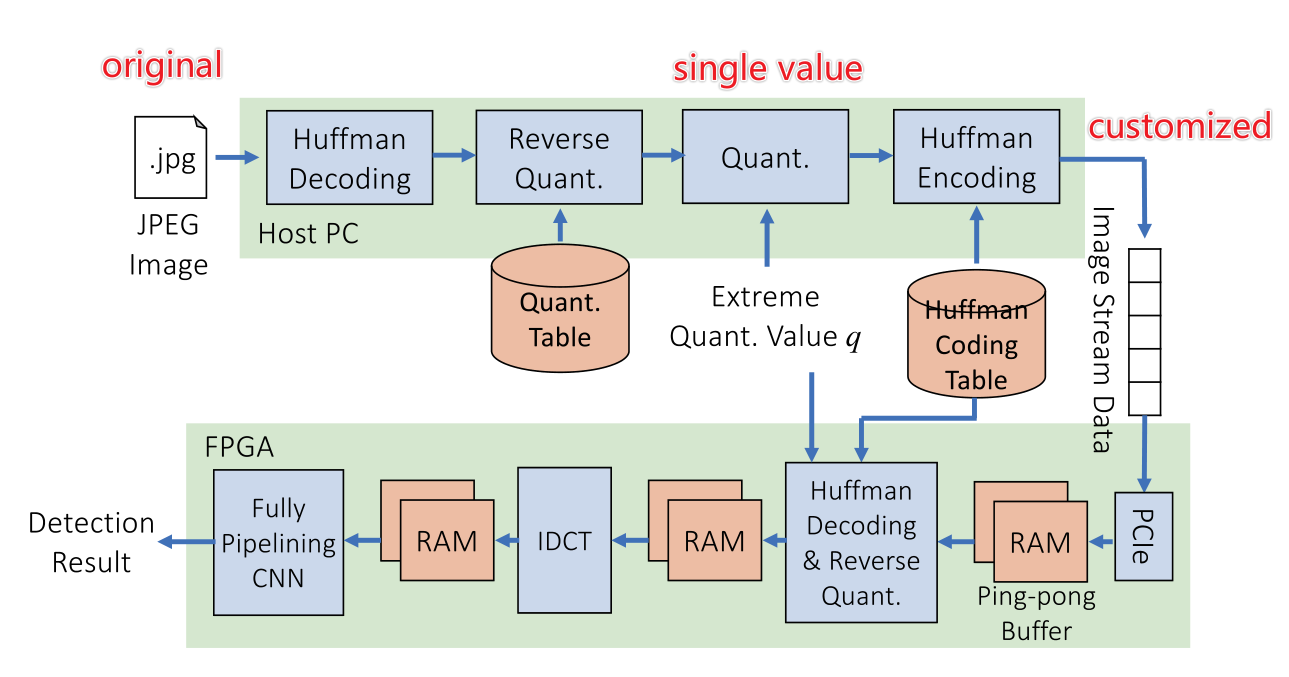 original
single value
customized
.jpg
JPEG
Image
Huffman
Decoding
Reverse
Quant.
Quant.
Huffman
Encoding
Host PC
Quant.
Table
Extreme
Quant. Value q
Huffman
Coding
Table
Image Stream Data
FPGA
Detection
Result
Fully
Pipelining
CNN
RAM
IDCT
RAM
Huffman
Decoding
& Reverse
Quant.
RAM
Ping-pong
Buffer
PCIe